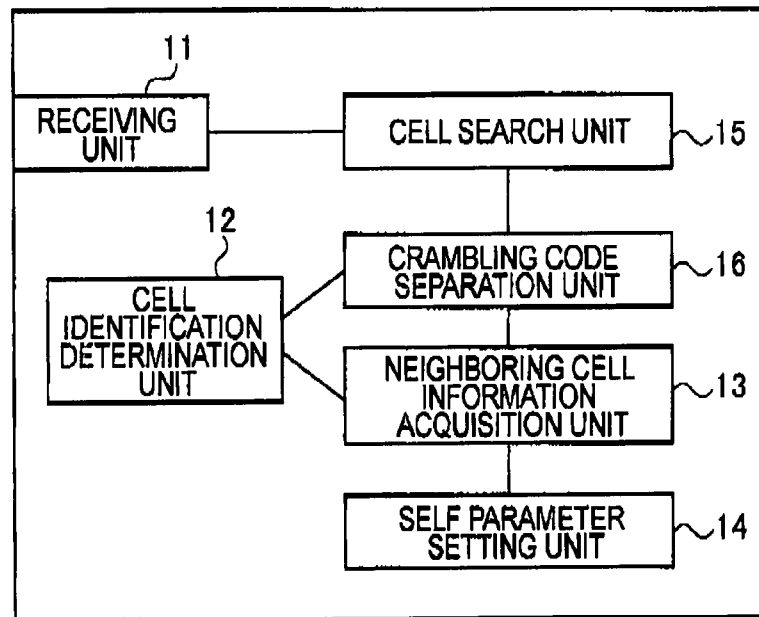 11
RECEIVING
UNIT
CELL SEARCH UNIT
15
12
CELL
IDENTIFICATION
DETERMINATION
UNIT
CRAMBLING CODE
SEPARATION UNIT
16
NEIGHBORING CELL
INFORMATION
ACQUISITION UNIT
13
SELF PARAMETER
SETTING UNIT
14